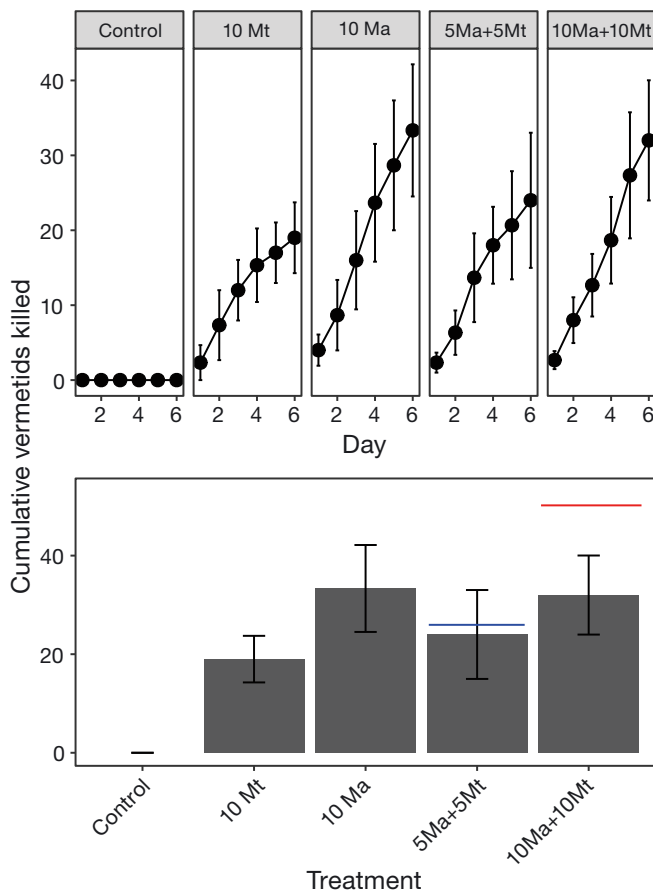 Control 10 Mt 10 Ma 5Ma+5Mt 10Ma+10Mt
40
30
20
10
0
2 4 6 2 4 6 2 4 6 2 4 6 2 4 6
Day
Cumulative vermetids killed
40
20
0
Control 10 Mt 10 Ma 5Ma+5Mt 10Ma+10Mt
Treatment